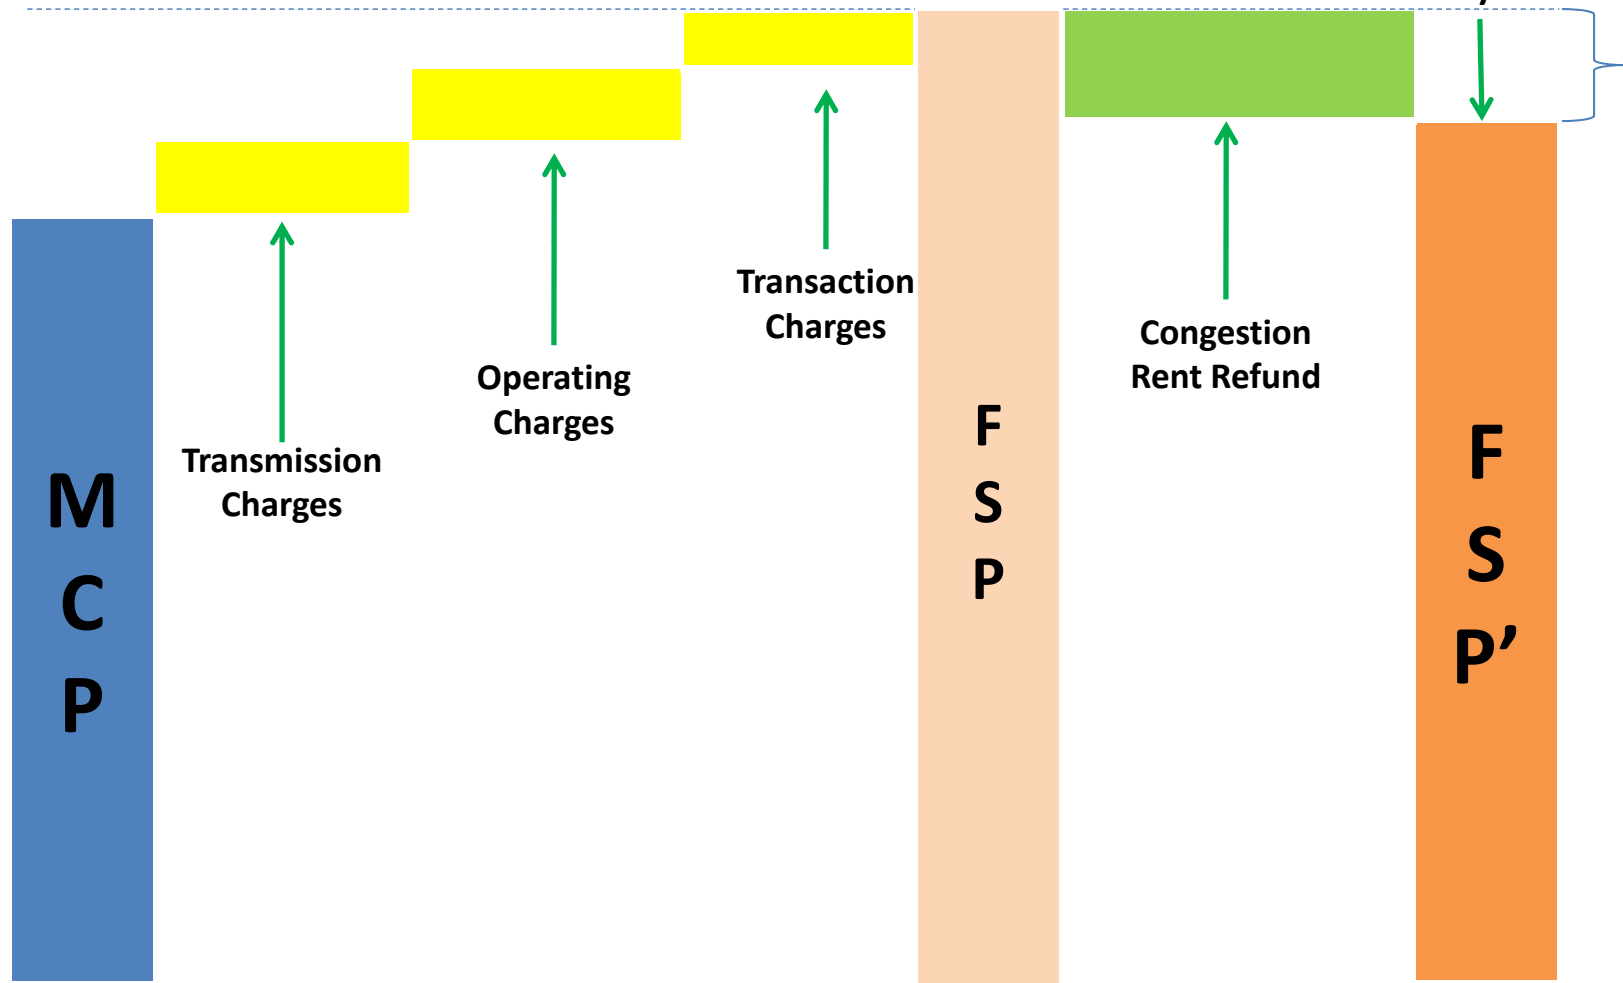 M
C
P
Transmission
Charges
Operating
Charges
Transaction
Charges
F
S
P
Congestion
Rent Refund
F
S
P’